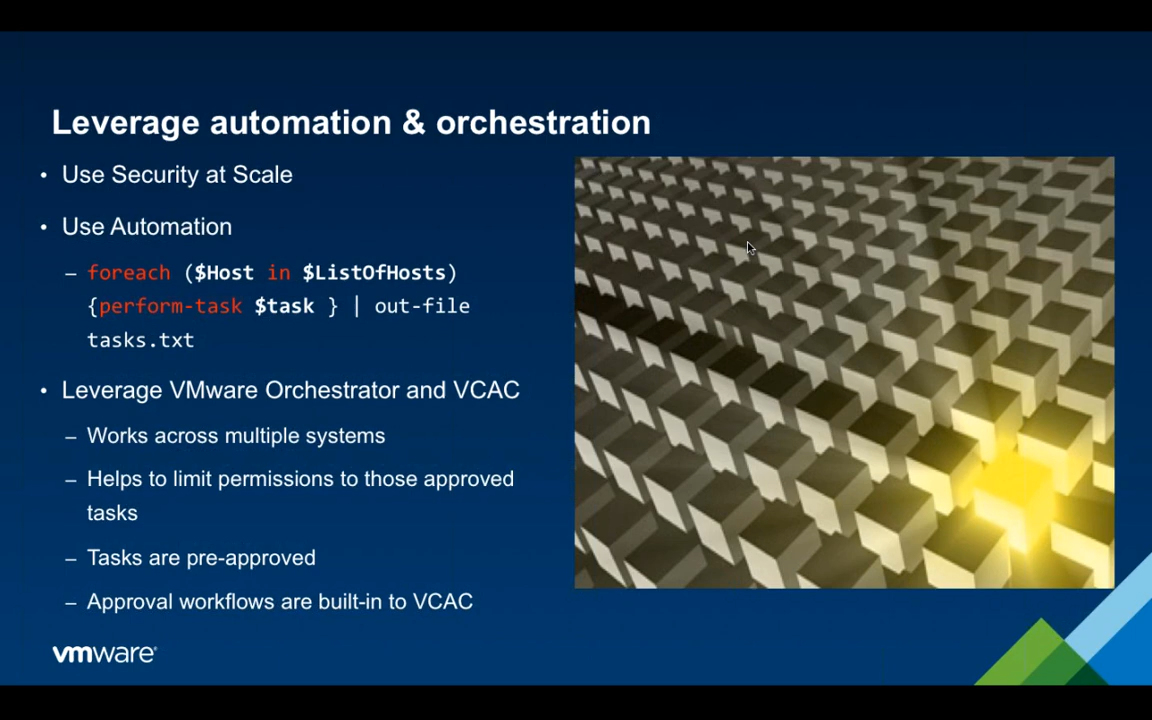 Leverage automation & orchestration
• Use Security at Scale
• Use Automation
– foreach ($Host in $ListOfHosts)
{perform-task $task } | out-file
tasks.txt
• Leverage VMware Orchestrator and VCAC
– Works across multiple systems
– Helps to limit permissions to those approved
tasks
– Tasks are pre-approved
– Approval workflows are built-in to VCAC
vmware®